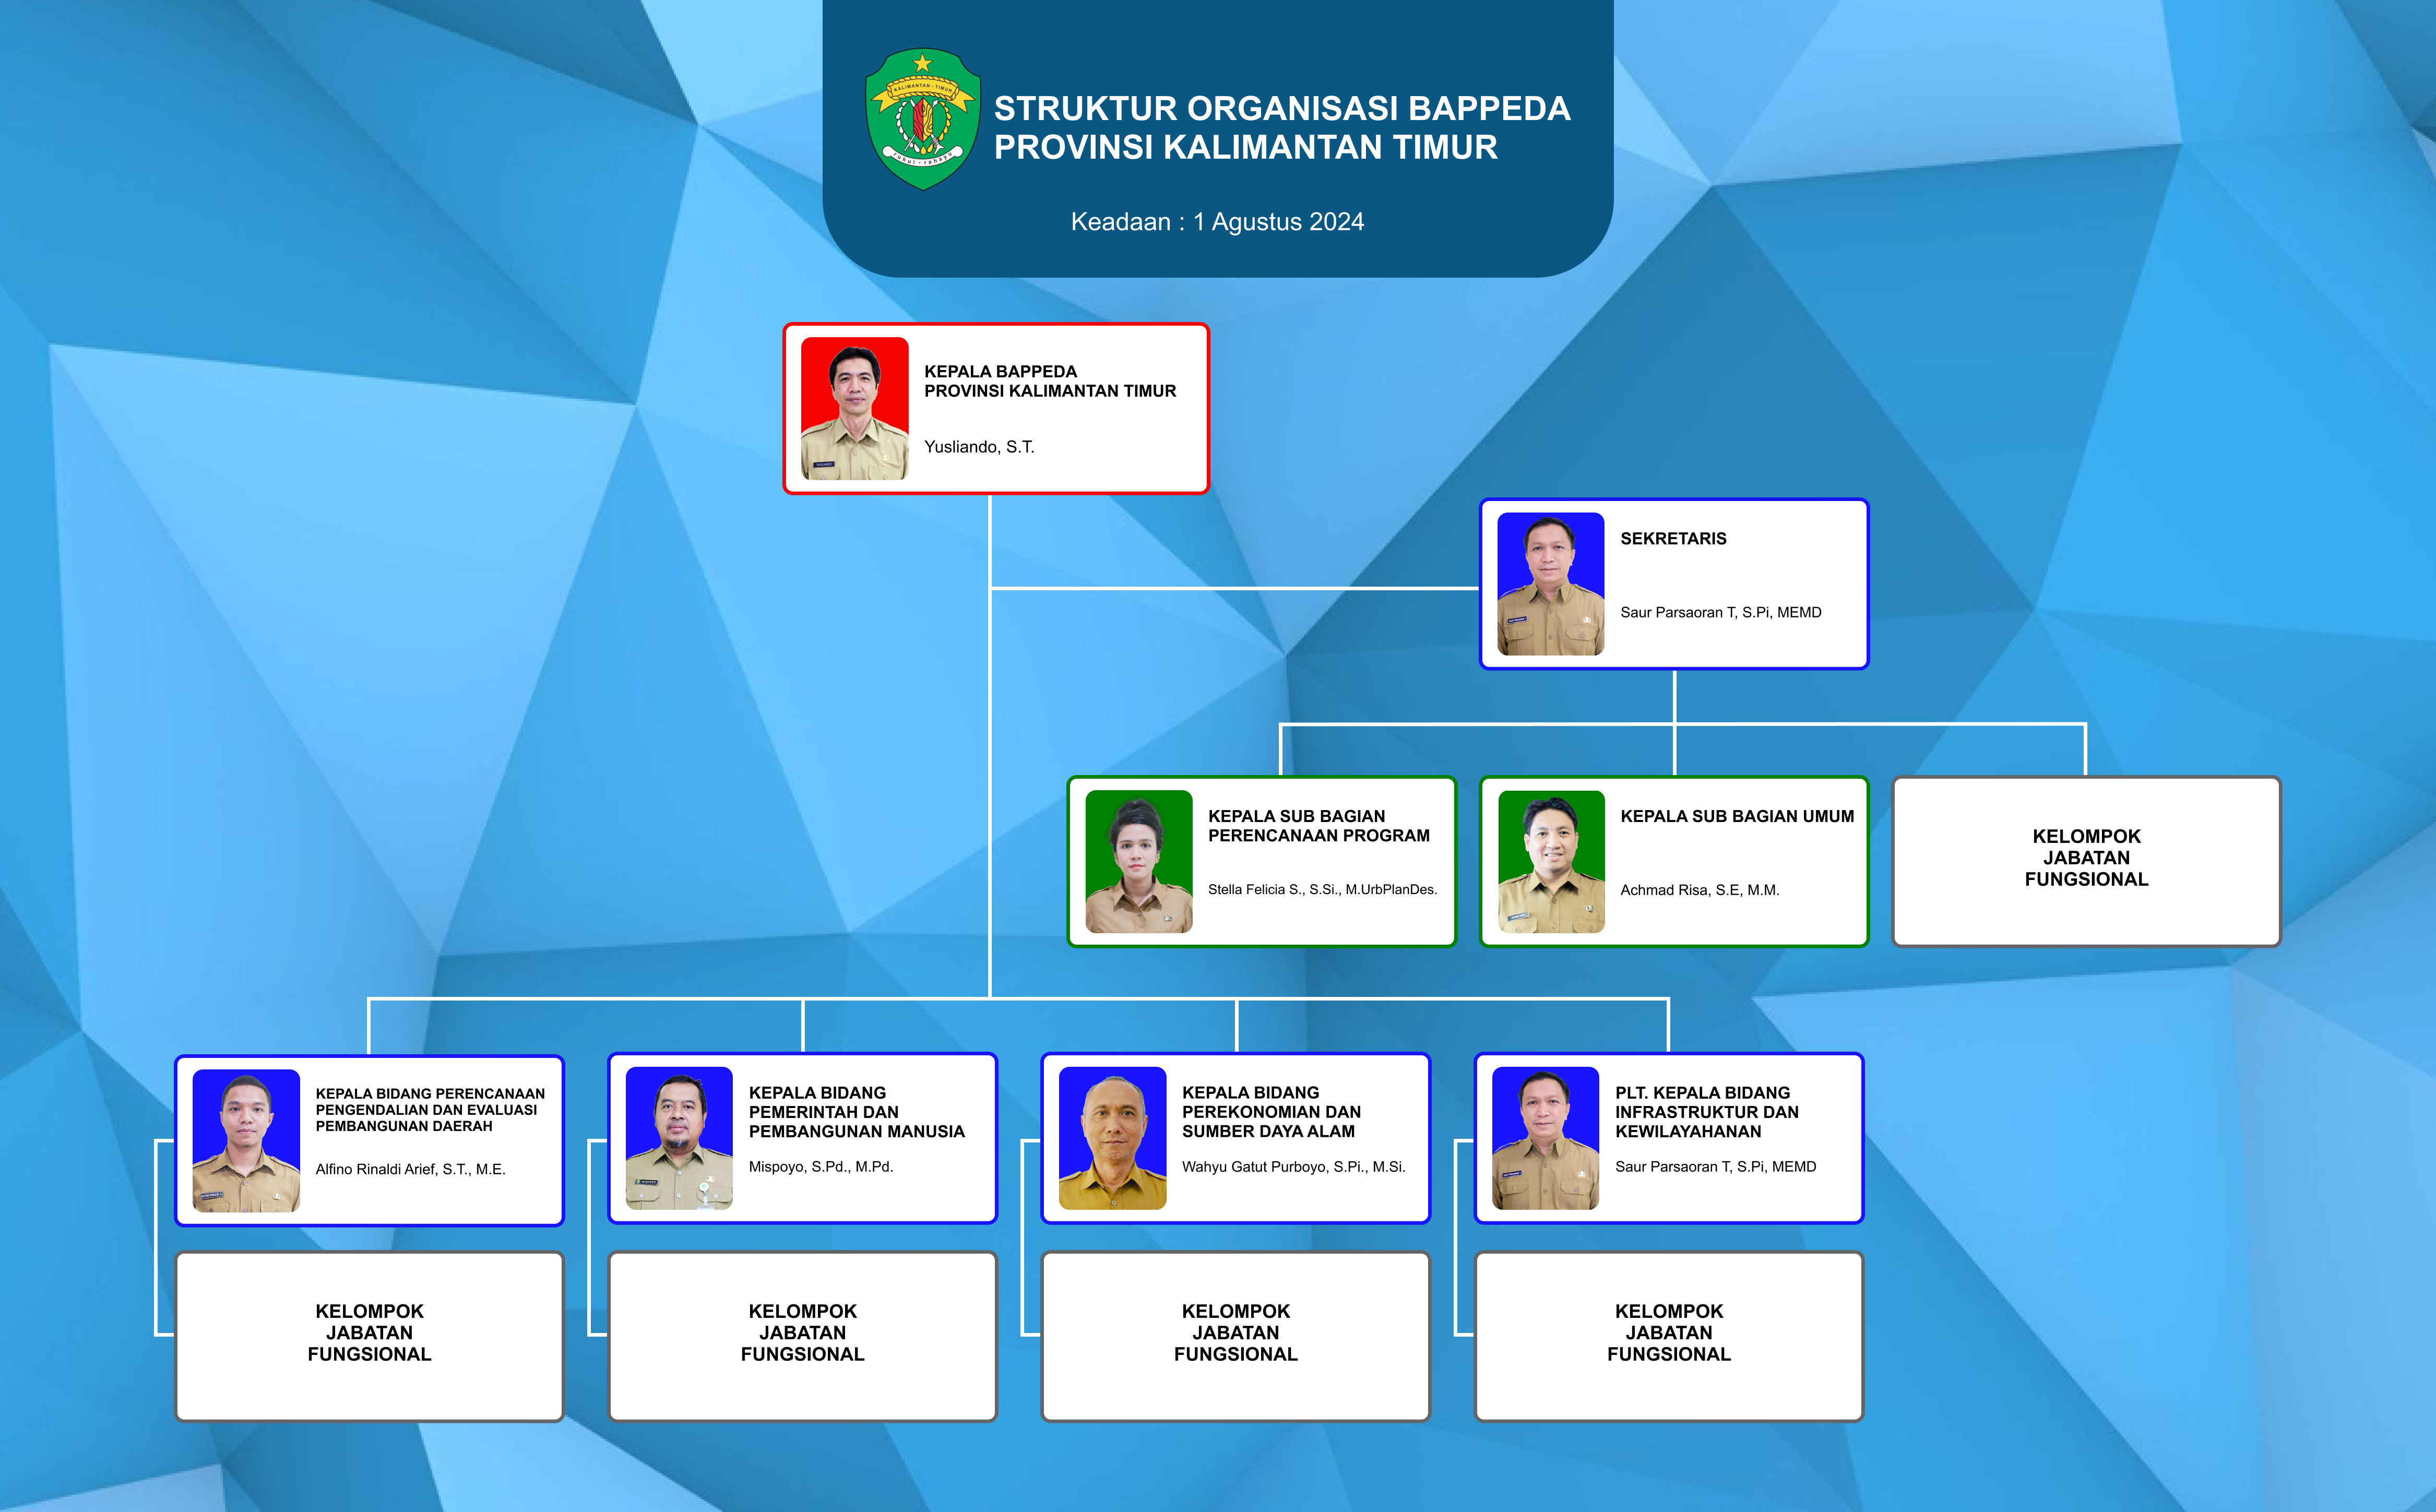 KALIMANTAN - TIMUR
ruhui - rahayu
STRUKTUR ORGANISASI BAPPEDA
PROVINSI KALIMANTAN TIMUR
Keadaan : 1 Agustus 2024
KEPALA BAPPEDA
PROVINSI KALIMANTAN TIMUR
Yusliando, S.T.
SEKRETARIS
Saur Parsaoran T, S.Pi, MEMD
KEPALA SUB BAGIAN
PERENCANAAN PROGRAM
Stella Felicia S., S.Si., M.UrbPlanDes.
KEPALA SUB BAGIAN UMUM
Achmad Risa, S.E, M.M.
KELOMPOK
JABATAN
FUNGSIONAL
KEPALA BIDANG PERENCANAAN
PENGENDALIAN DAN EVALUASI
PEMBANGUNAN DAERAH
Alfino Rinaldi Arief, S.T., M.E.
KEPALA BIDANG
PEMERINTAH DAN
PEMBANGUNAN MANUSIA
Mispoyo, S.Pd., M.Pd.
KEPALA BIDANG
PEREKONOMIAN DAN
SUMBER DAYA ALAM
Wahyu Gatut Purboyo, S.Pi., M.Si.
PLT. KEPALA BIDANG
INFRASTRUKTUR DAN
KEWILAYAHANAN
Saur Parsaoran T, S.Pi, MEMD
KELOMPOK
JABATAN
FUNGSIONAL
KELOMPOK
JABATAN
FUNGSIONAL
KELOMPOK
JABATAN
FUNGSIONAL
KELOMPOK
JABATAN
FUNGSIONAL